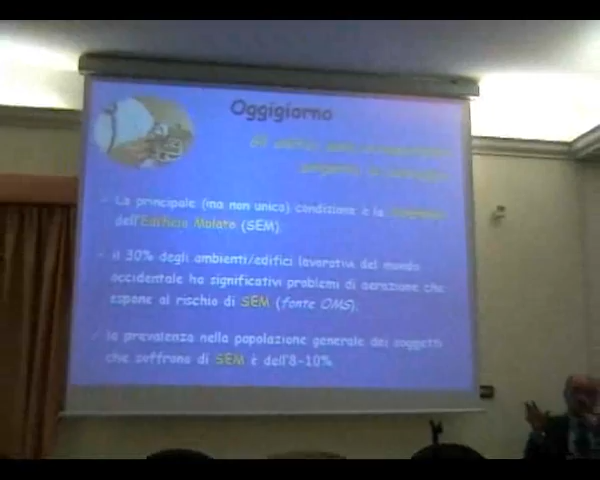 Oggigiorno
La principale (ma non unica) condizione è la
dell'Edificio Malato (SEM).
il 30% degli ambienti/edifici lavorativi del mondo
occidentale ha significativi problemi di aerazione che
espone al rischio di SEM (fonte OMS).
la prevalenza nella popolazione generale dei soggetti
che soffrono di SEM è dell'8-10%